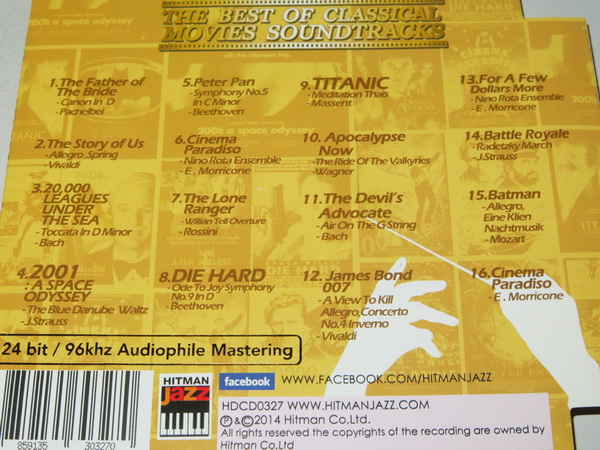 THE BEST OF CLASSICAL
MOVIES SOUNDTRACKS
1.The Father of
The Bride
-Canon In D
-Pachelbel
2.The Story of Us
-Allegro,Spring
-Vivaldi
3.20,000
LEAGUES
UNDER
THE SEA
-Toccata in D Minor
-Bach
4.2001
:A SPACE
ODYSSEY
-The Blue Danube Waltz
-J.Strauss
5.Peter Pan
-Symphony No.5
In C Minor
-Beethoven
6.Cinema
Paradiso
-Nino Rota Ensemble
-E . Morricone
7.The Lone
Ranger
-Willian Tell Overture
-Rossini
8.DIE HARD
-Ode To Joy Symphony
No.9 In D
-Beethoven
9.TITANIC
-Meditation Thais
-Massent
10. Apocalypse
Now
-The Ride Of The Valkyries
-Wagner
11.The Devil's
Advocate
-Air On The G String
-Bach
12. James Bond
007
-A View To Kill
Allegro,Concerto
No.4 Inverno
-Vivaldi
13.For A Few
Dollars More
-Nino Rota Ensemble
-E . Morricone
14.Battle Royale
-Radetzky March
-J.Strauss
15.Batman
-Allegro,
Eine Klien
Nachtmusik
-Mozart
16.Cinema
Paradiso
-E . Morricone
24 bit / 96khz Audiophile Mastering
859135 303270
HITMAN
jazz
facebook
WWW.FACEBOOK.COM/HITMANJAZZ
HDCD0327 WWW.HITMANJAZZ.COM
℗&©2014 Hitman Co,Ltd.
All rights reserved the copyrights of the recording are owned by
Hitman Co,Ltd